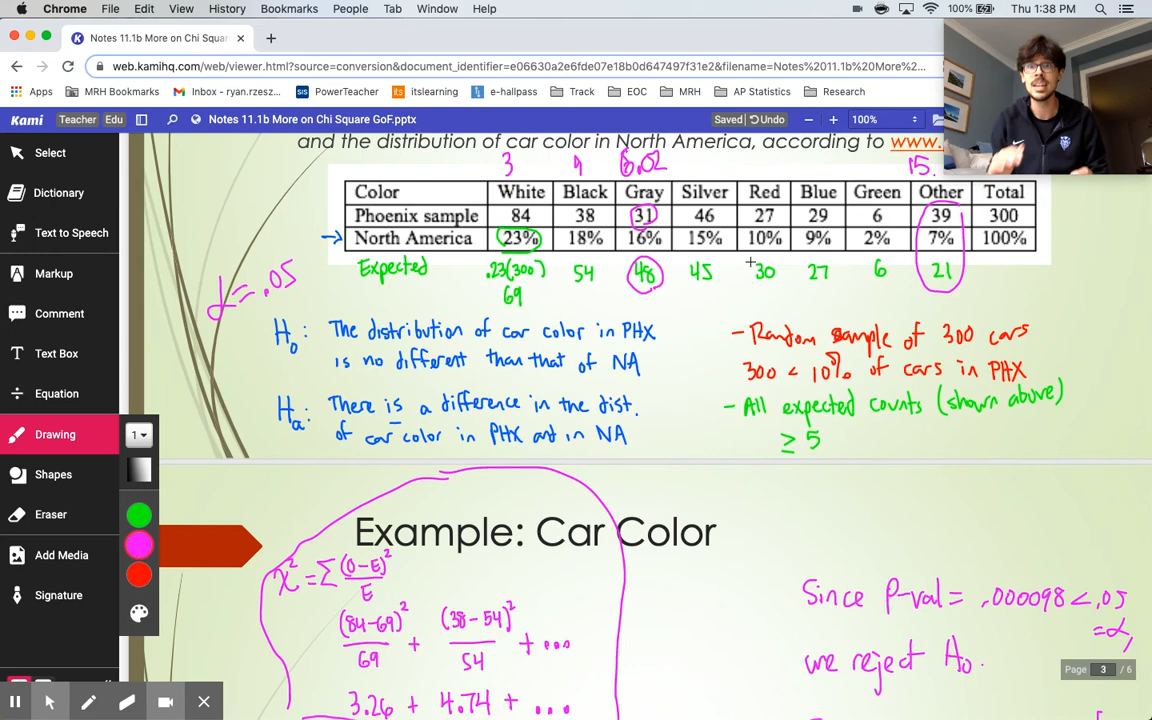 Chrome File Edit View History Bookmarks People Tab Window Help 100% Thu 1:38 PM
Notes 11.1b More on Chi Square
web.kamihq.com/web/viewer.html?source=conversion&document_identifier=e06630a2e6fde07e18b0d647497f31e2&filename=Notes%2011.1b%20More%...
Apps MRH Bookmarks Inbox - ryan.rzesz... SIS PowerTeacher its itslearning e-hallpass Track EOC MRH AP Statistics Research
Kami Teacher Edu Notes 11.1b More on Chi Square GoF.pptx Saved Undo 100%
Select
Dictionary
Text to Speech
Markup
Comment
Text Box
Equation
Drawing
1
Shapes
Eraser
Add Media
Signature
and the distribution of car color in North America, according to www.
3 4 6.02 15.
Color White Black Gray Silver Red Blue Green Other Total
Phoenix sample 84 38 31 46 27 29 6 39 300
North America 23% 18% 16% 15% 10% 9% 2% 7% 100%
Expected .23(300) 54 48 45 30 27 6 21
69
α = .05
H₀: The distribution of car color in PHX
is no different than that of NA
Hₐ: There is a difference in the dist.
of car color in PHX and in NA
- Random sample of 300 cars
300 < 10% of cars in PHX
- All expected counts (shown above)
≥ 5
Example: Car Color
χ² = Σ (O-E)²/E
(84-69)²/69 + (38-54)²/54 + ...
3.26 + 4.74 + ...
Since P-val = .000098 < .05
= α,
we reject H₀.
Page 3 / 6